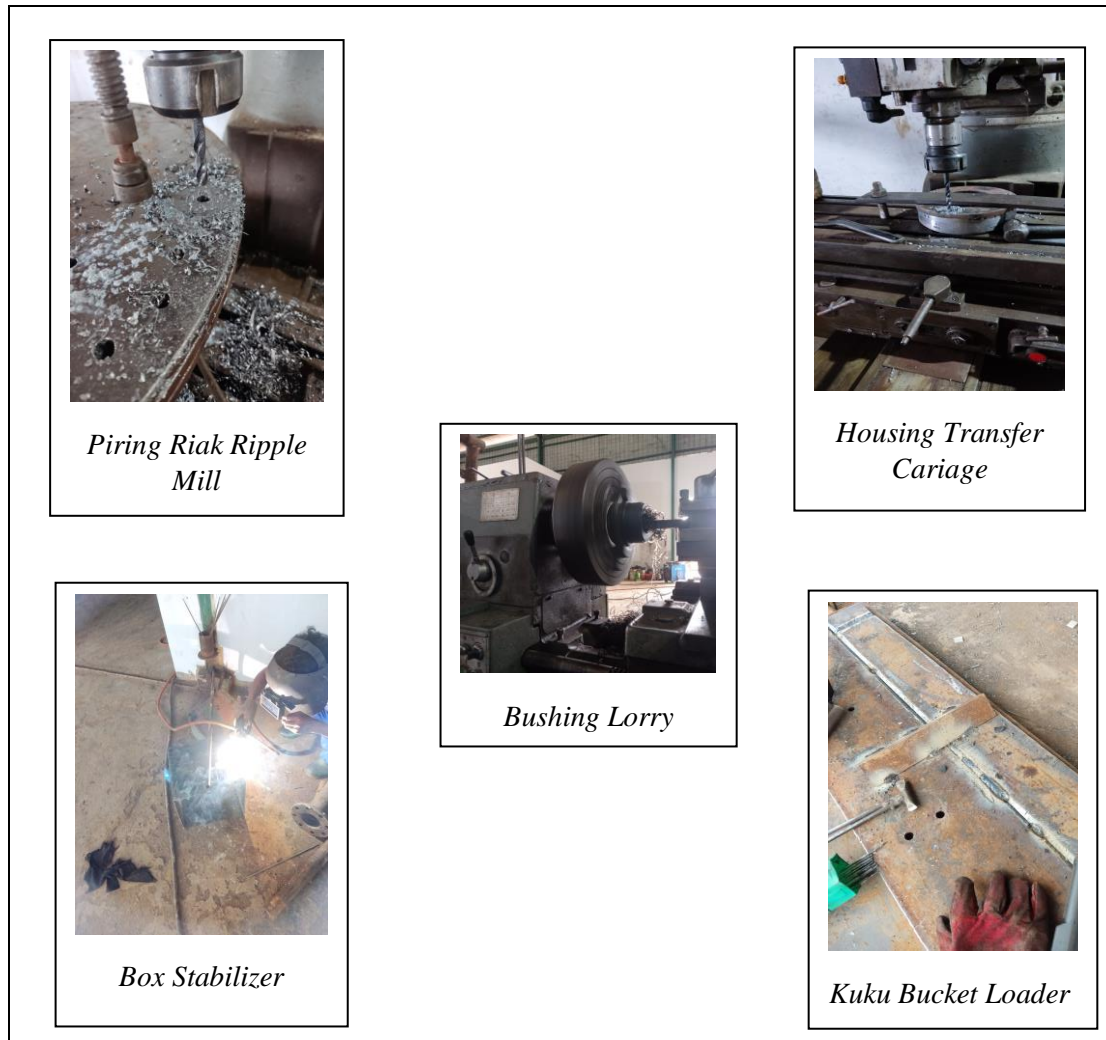 Piring Riak Ripple
Mill
Housing Transfer
Cariage
Bushing Lorry
Box Stabilizer
Kuku Bucket Loader